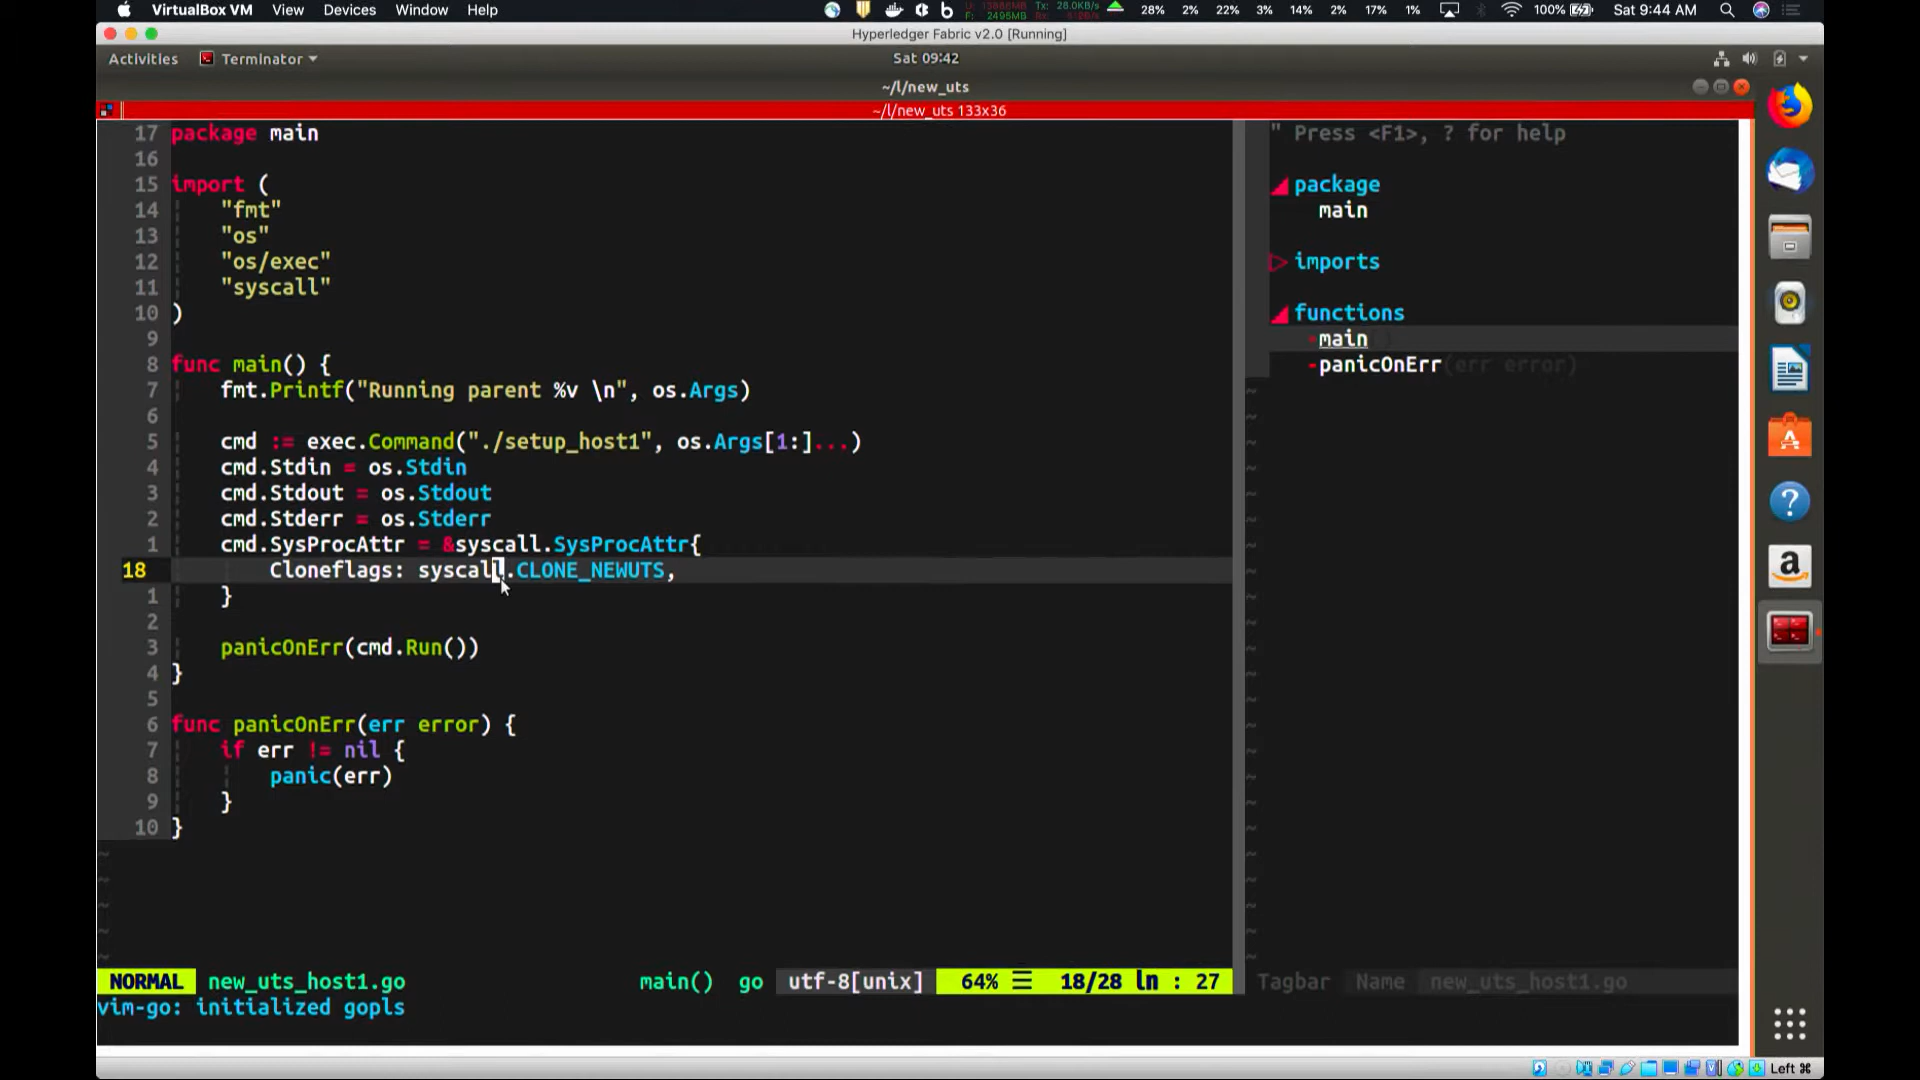 VirtualBox VM View Devices Window Help 28% 2% 22% 3% 14% 2% 17% 1% 100% Sat 9:44 AM
Hyperledger Fabric v2.0 [Running]
Activities Terminator Sat 09:42
~/l/new_uts
~/l/new_uts 133x36
17 package main
16
15 import (
14 "fmt"
13 "os"
12 "os/exec"
11 "syscall"
10 )
9
8 func main() {
7 fmt.Printf("Running parent %v \n", os.Args)
6
5 cmd := exec.Command("./setup_host1", os.Args[1:]...)
4 cmd.Stdin = os.Stdin
3 cmd.Stdout = os.Stdout
2 cmd.Stderr = os.Stderr
1 cmd.SysProcAttr = &syscall.SysProcAttr{
18 Cloneflags: syscall.CLONE_NEWUTS,
1 }
2
3 panicOnErr(cmd.Run())
4 }
5
6 func panicOnErr(err error) {
7 if err != nil {
8 panic(err)
9 }
10 }
~
~
~
~
~
NORMAL new_uts_host1.go main() go utf-8[unix] 64% ☰ 18/28 ln : 27
vim-go: initialized gopls
" Press <F1>, ? for help
package
main
imports
functions
-main
-panicOnErr(err error)
Tagbar Name new_uts_host1.go
Left ⌘